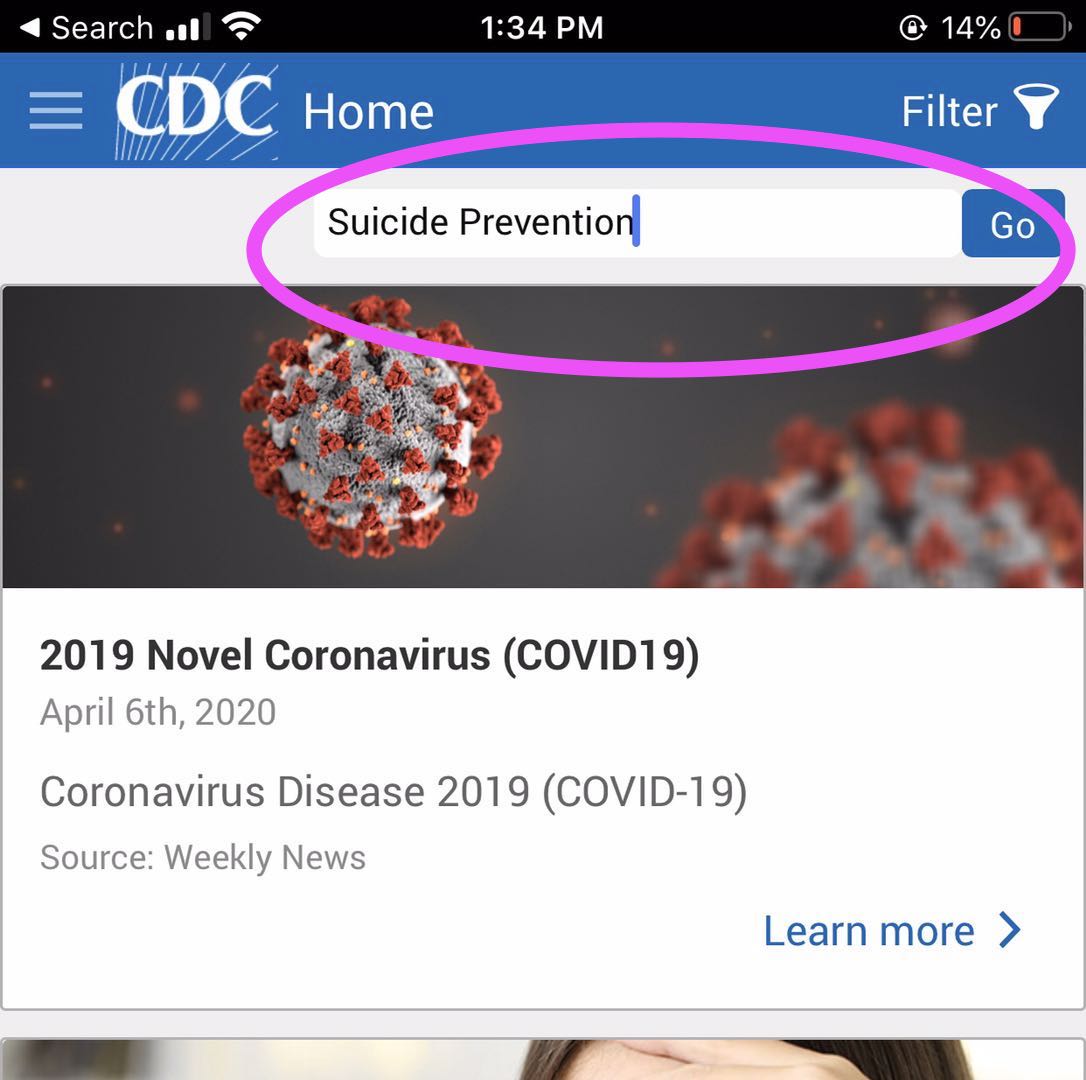 Search 1:34 PM 14%
CDC Home Filter
Suicide Prevention Go
2019 Novel Coronavirus (COVID19)
April 6th, 2020
Coronavirus Disease 2019 (COVID-19)
Source: Weekly News
Learn more